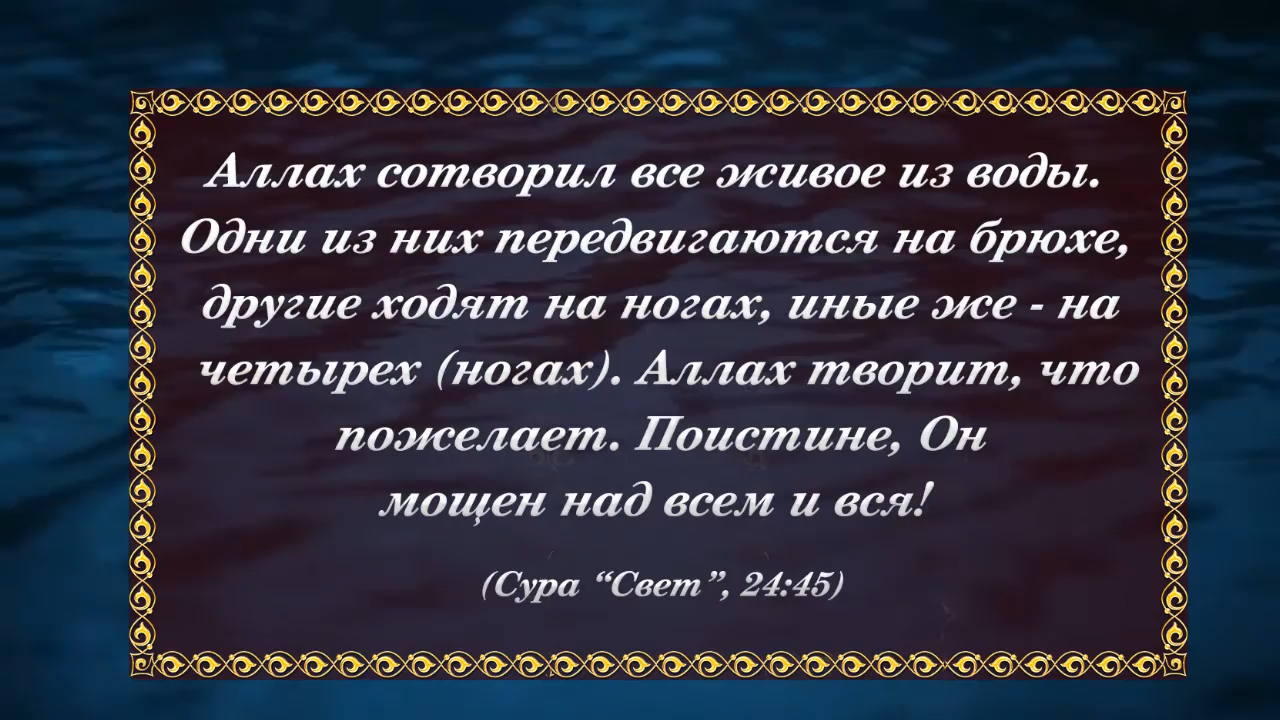 Аллах сотворил все живое из воды.
Одни из них передвигаются на брюхе,
другие ходят на ногах, иные же - на
четырех (ногах). Аллах творит, что
пожелает. Поистине, Он
мощен над всем и вся!
(Сура “Свет”, 24:45)